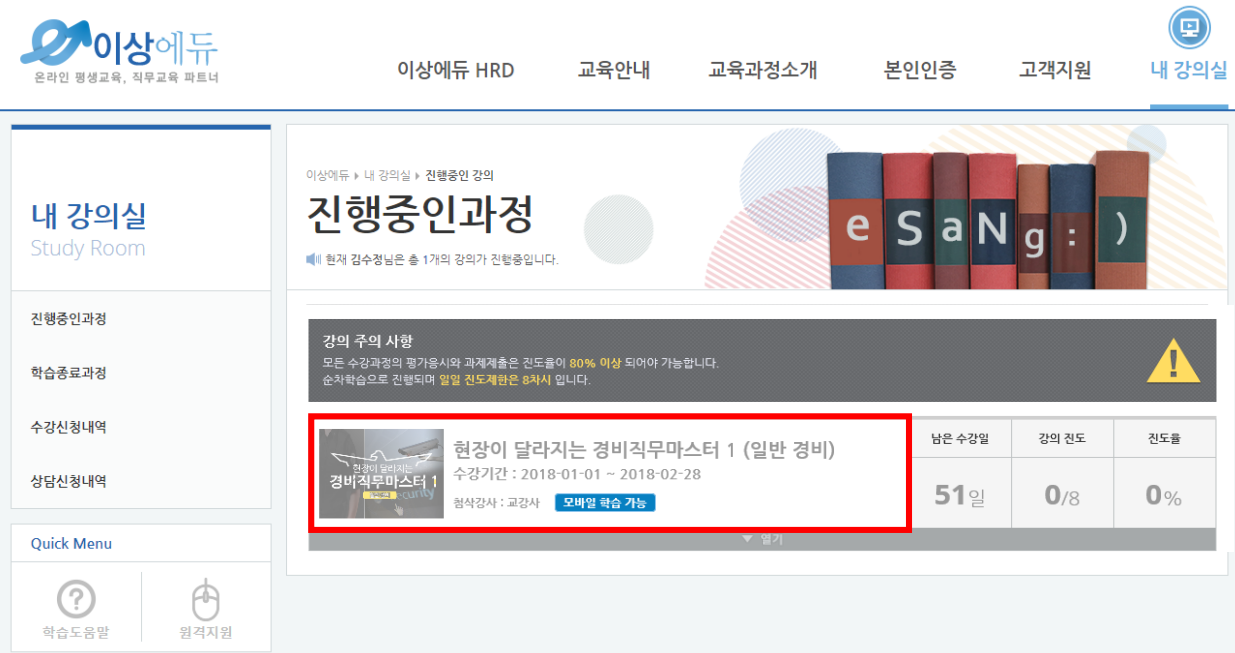 이상에듀
온라인 평생교육, 직무교육 파트너
이상에듀 HRD
교육안내
교육과정소개
본인인증
고객지원
내 강의실
내 강의실
Study Room
진행중인과정
학습종료과정
수강신청내역
상담신청내역
Quick Menu
학습도움말
원격지원
이상에듀 ▸ 내 강의실 ▸ 진행중인 강의
진행중인과정
현재 김수정님은 총 1개의 강의가 진행중입니다.
eSaNg:)
강의 주의 사항
모든 수강과정의 평가응시와 과제제출은 진도율이 80% 이상 되어야 가능합니다.
순차학습으로 진행되며 일일 진도제한은 8차시 입니다.
현장이 달라지는
경비직무마스터 1
현장이 달라지는 경비직무마스터 1 (일반 경비)
수강기간 : 2018-01-01 ~ 2018-02-28
첨삭강사 : 교강사
모바일 학습 가능
남은 수강일
강의 진도
진도율
51일
0/8
0%
▼ 열기